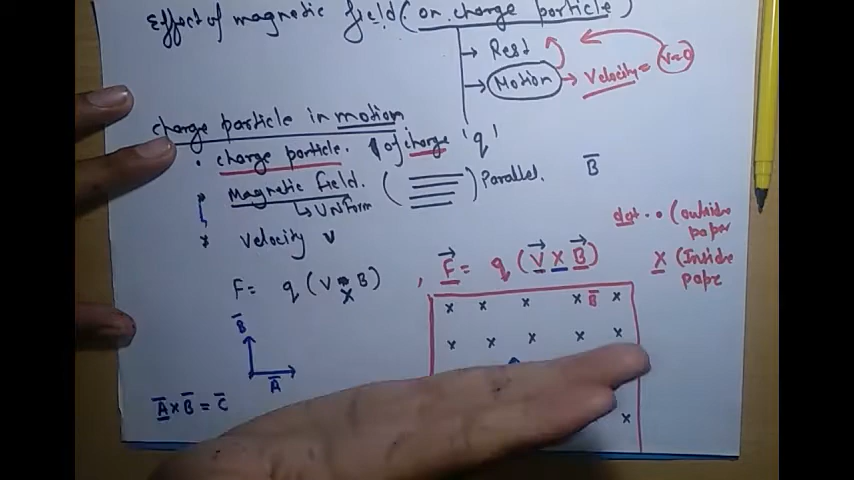 Effect of magnetic field (on charge particle)
→ Rest
→ Motion → Velocity = v=0
charge particle in motion
• charge particle. of charge 'q'
Magnetic field. ( ) Parallel. B
↳ Uniform
× Velocity v
dot • (outside paper
× (Inside pape
F = q (V × B) , F = q (V × B)
× × × × B ×
× × × × ×
B
A
A × B = C
×